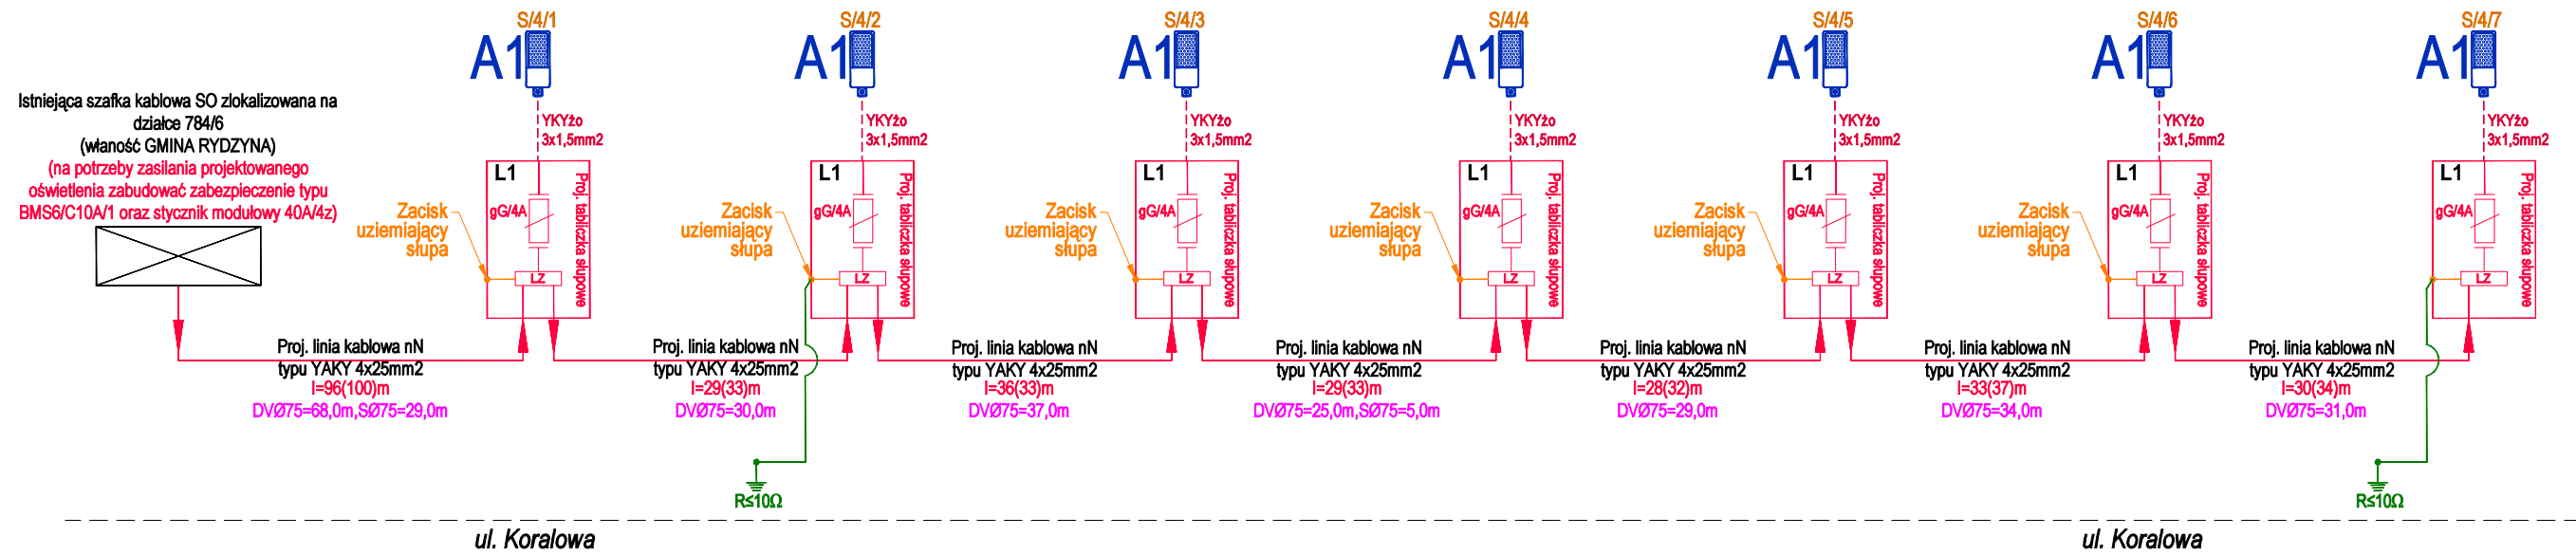 S/4/1
A1
S/4/2
A1
S/4/3
A1
S/4/4
A1
S/4/5
A1
S/4/6
A1
S/4/7
A1
Istniejąca szafka kablowa SO zlokalizowana na
działce 784/6
(właność GMINA RYDZYNA)
(na potrzeby zasilania projektowanego
oświetlenia zabudować zabezpieczenie typu
BMS6/C10A/1 oraz stycznik modułowy 40A/4z)
YKYżo
3x1,5mm2
L1
gG/4A
Proj. tabliczka słupowe
Zacisk
uziemiający
słupa
LZ
YKYżo
3x1,5mm2
L1
gG/4A
Proj. tabliczka słupowe
Zacisk
uziemiający
słupa
LZ
YKYżo
3x1,5mm2
L1
gG/4A
Proj. tabliczka słupowe
Zacisk
uziemiający
słupa
LZ
YKYżo
3x1,5mm2
L1
gG/4A
Proj. tabliczka słupowe
Zacisk
uziemiający
słupa
LZ
YKYżo
3x1,5mm2
L1
gG/4A
Proj. tabliczka słupowe
Zacisk
uziemiający
słupa
LZ
YKYżo
3x1,5mm2
L1
gG/4A
Proj. tabliczka słupowe
Zacisk
uziemiający
słupa
LZ
YKYżo
3x1,5mm2
L1
gG/4A
Proj. tabliczka słupowe
LZ
Proj. linia kablowa nN
typu YAKY 4x25mm2
l=96(100)m
DVØ75=68,0m,SØ75=29,0m
Proj. linia kablowa nN
typu YAKY 4x25mm2
l=29(33)m
DVØ75=30,0m
Proj. linia kablowa nN
typu YAKY 4x25mm2
l=36(33)m
DVØ75=37,0m
Proj. linia kablowa nN
typu YAKY 4x25mm2
l=29(33)m
DVØ75=25,0m,SØ75=5,0m
Proj. linia kablowa nN
typu YAKY 4x25mm2
l=28(32)m
DVØ75=29,0m
Proj. linia kablowa nN
typu YAKY 4x25mm2
l=33(37)m
DVØ75=34,0m
Proj. linia kablowa nN
typu YAKY 4x25mm2
l=30(34)m
DVØ75=31,0m
R≤10Ω
R≤10Ω
ul. Koralowa
ul. Koralowa